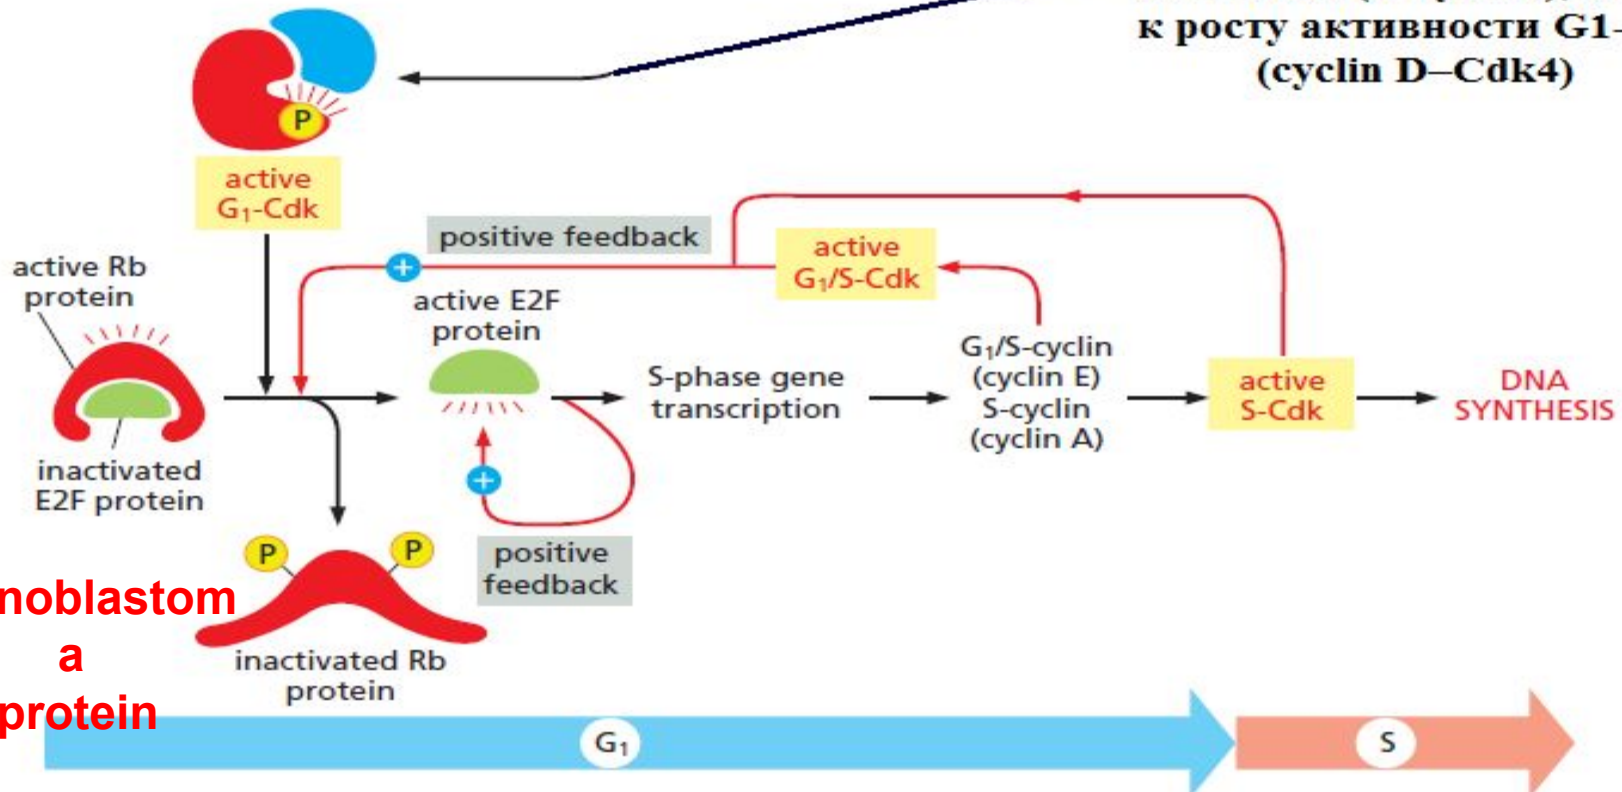 к росту активности G1-
(cyclin D–Cdk4)
P
active
G₁-Cdk
positive feedback
active
G₁/S-Cdk
active Rb
protein
active E2F
protein
G₁/S-cyclin
(cyclin E)
S-cyclin
(cyclin A)
S-phase gene
transcription
active
S-Cdk
DNA
SYNTHESIS
inactivated
E2F protein
P
P
positive
feedback
noblastom
a
protein
inactivated Rb
protein
G₁
S